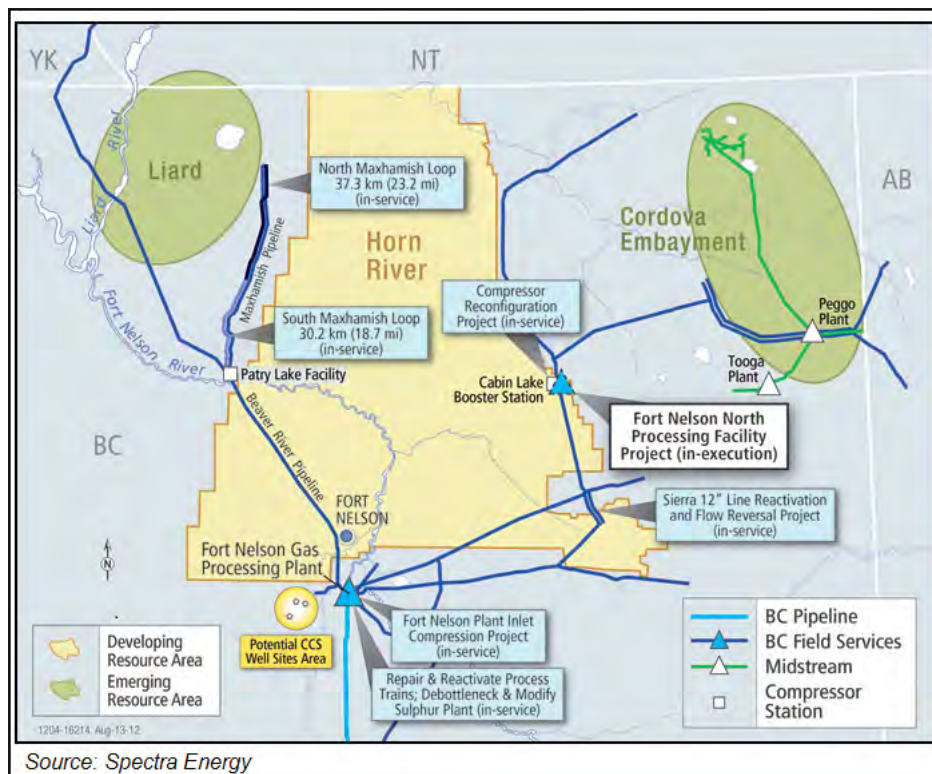 YK
NT
AB
BC
Liard
River
Liard
Fort Nelson River
North Maxhamish Loop
37.3 km (23.2 mi)
(in-service)
Maxhamish Pipeline
South Maxhamish Loop
30.2 km (18.7 mi)
(in-service)
Patry Lake Facility
Beaver River Pipeline
Horn
River
Compressor
Reconfiguration
Project (in-service)
Cordova
Embayment
Peggo
Plant
Tooga
Plant
Cabin Lake
Booster Station
Fort Nelson North
Processing Facility
Project (in-execution)
Sierra 12" Line Reactivation
and Flow Reversal Project
(in-service)
FORT
NELSON
Fort Nelson Gas
Processing Plant
N
Potential CCS
Well Sites Area
Fort Nelson Plant Inlet
Compression Project
(in-service)
Repair & Reactivate Process
Trains; Debottleneck & Modify
Sulphur Plant (in-service)
Developing
Resource Area
Emerging
Resource Area
BC Pipeline
BC Field Services
Midstream
Compressor
Station
1204-16214. Aug-13-12
Source: Spectra Energy